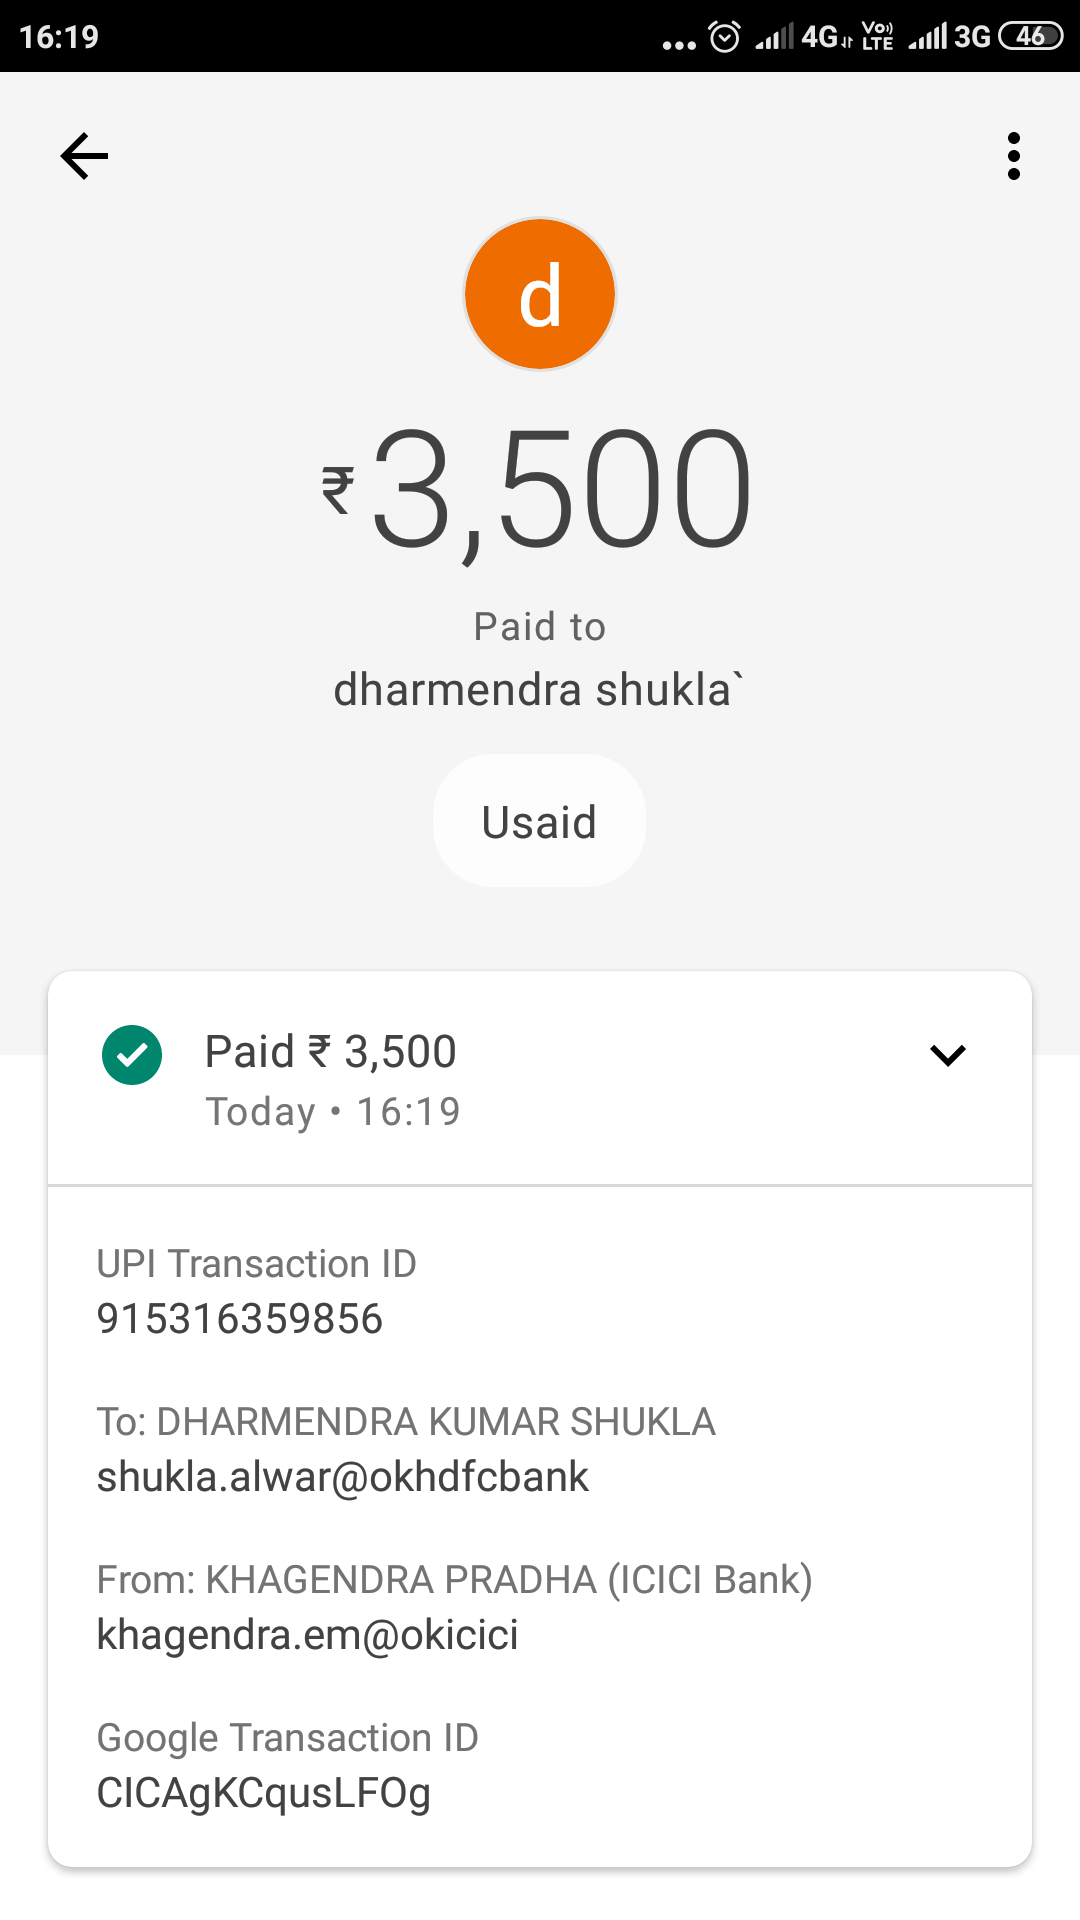 16:19 ... 4G Vo)) LTE 3G 46
d
₹3,500
Paid to
dharmendra shukla`
Usaid
Paid ₹ 3,500
Today • 16:19
UPI Transaction ID
915316359856
To: DHARMENDRA KUMAR SHUKLA
shukla.alwar@okhdfcbank
From: KHAGENDRA PRADHA (ICICI Bank)
khagendra.em@okicici
Google Transaction ID
CICAgKCqusLFOg